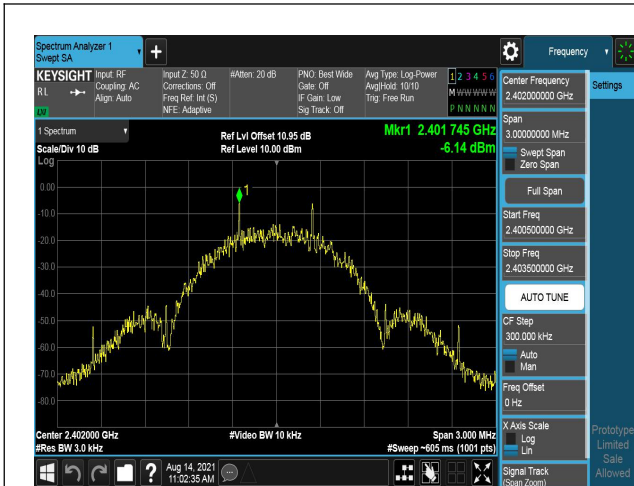 Spectrum Analyzer 1
Swept SA
Frequency
KEYSIGHT
RL
Input: RF
Coupling: AC
Align: Auto
Input Z: 50 Ω
Corrections: Off
Freq Ref: Int (S)
NFE: Adaptive
#Atten: 20 dB
PNO: Best Wide
Gate: Off
IF Gain: Low
Sig Track: Off
Avg Type: Log-Power
Avg|Hold: 10/10
Trig: Free Run
1 2 3 4 5 6
M W W W W W
P N N N N N
1 Spectrum
Scale/Div 10 dB
Ref Lvl Offset 10.95 dB
Ref Level 10.00 dBm
Mkr1 2.401 745 GHz
-6.14 dBm
Log
1
0.00
-10.0
-20.0
-30.0
-40.0
-50.0
-60.0
-70.0
-80.0
Center 2.402000 GHz
#Video BW 10 kHz
Span 3.000 MHz
#Res BW 3.0 kHz
#Sweep ~605 ms (1001 pts)
Center Frequency
2.402000000 GHz
Settings
Span
3.00000000 MHz
Swept Span
Zero Span
Full Span
Start Freq
2.400500000 GHz
Stop Freq
2.403500000 GHz
AUTO TUNE
CF Step
300.000 kHz
Auto
Man
Freq Offset
0 Hz
X Axis Scale
Log
Lin
Signal Track
(Span Zoom)
Prototype
Limited
Sale
Allowed
?
Aug 14, 2021
11:02:35 AM